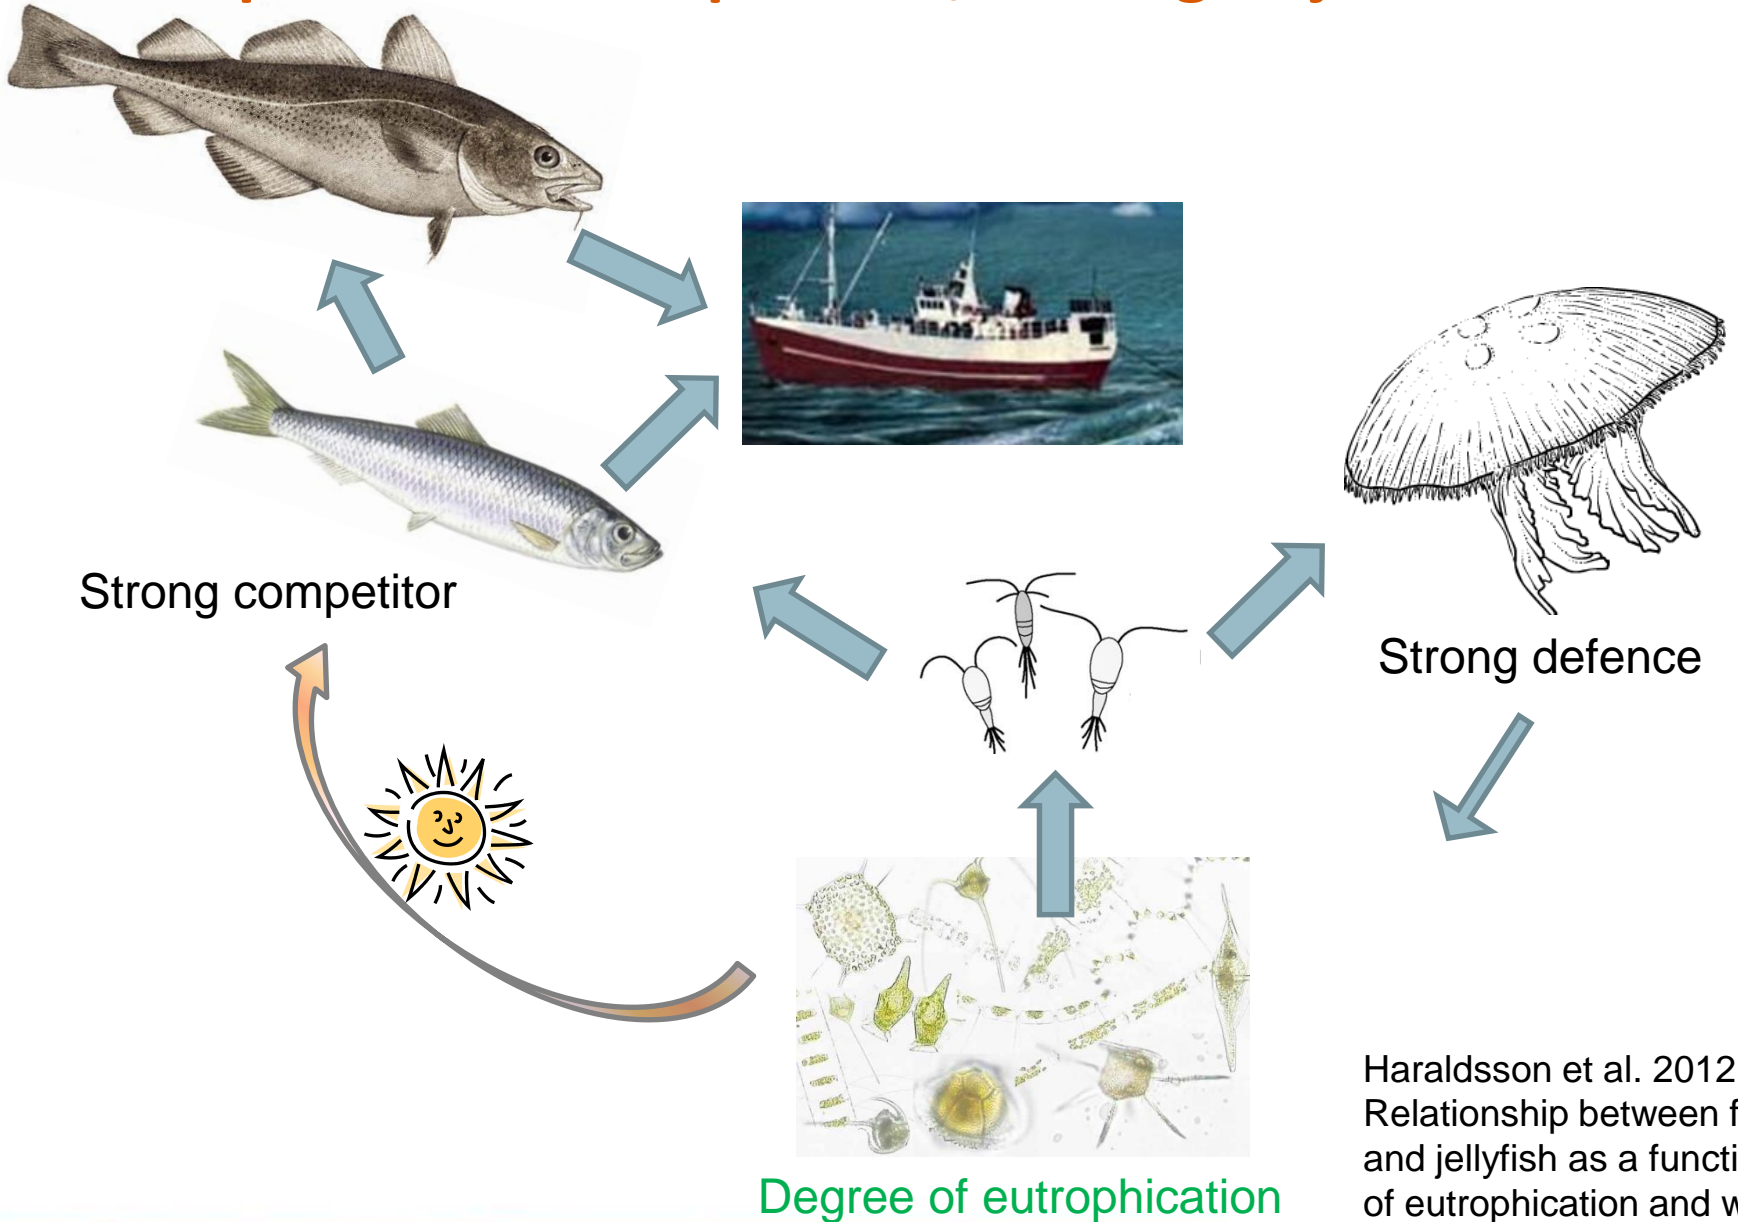 Strong competitor
Strong defence
Haraldsson et al. 2012
Relationship between
and jellyfish as a
of eutrophication and
Degree of eutrophication